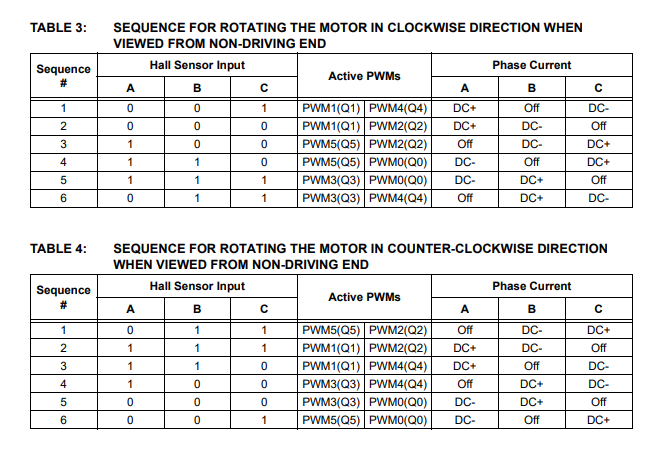 TABLE 3: SEQUENCE FOR ROTATING THE MOTOR IN CLOCKWISE DIRECTION WHEN
VIEWED FROM NON-DRIVING END
Sequence # Hall Sensor Input Active PWMs Phase Current
A B C A B C
1 0 0 1 PWM1(Q1) PWM4(Q4) DC+ Off DC-
2 0 0 0 PWM1(Q1) PWM2(Q2) DC+ DC- Off
3 1 0 0 PWM5(Q5) PWM2(Q2) Off DC- DC+
4 1 1 0 PWM5(Q5) PWM0(Q0) DC- Off DC+
5 1 1 1 PWM3(Q3) PWM0(Q0) DC- DC+ Off
6 0 1 1 PWM3(Q3) PWM4(Q4) Off DC+ DC-
TABLE 4: SEQUENCE FOR ROTATING THE MOTOR IN COUNTER-CLOCKWISE DIRECTION
WHEN VIEWED FROM NON-DRIVING END
Sequence # Hall Sensor Input Active PWMs Phase Current
A B C A B C
1 0 1 1 PWM5(Q5) PWM2(Q2) Off DC- DC+
2 1 1 1 PWM1(Q1) PWM2(Q2) DC+ DC- Off
3 1 1 0 PWM1(Q1) PWM4(Q4) DC+ Off DC-
4 1 0 0 PWM3(Q3) PWM4(Q4) Off DC+ DC-
5 0 0 0 PWM3(Q3) PWM0(Q0) DC- DC+ Off
6 0 0 1 PWM5(Q5) PWM0(Q0) DC- Off DC+